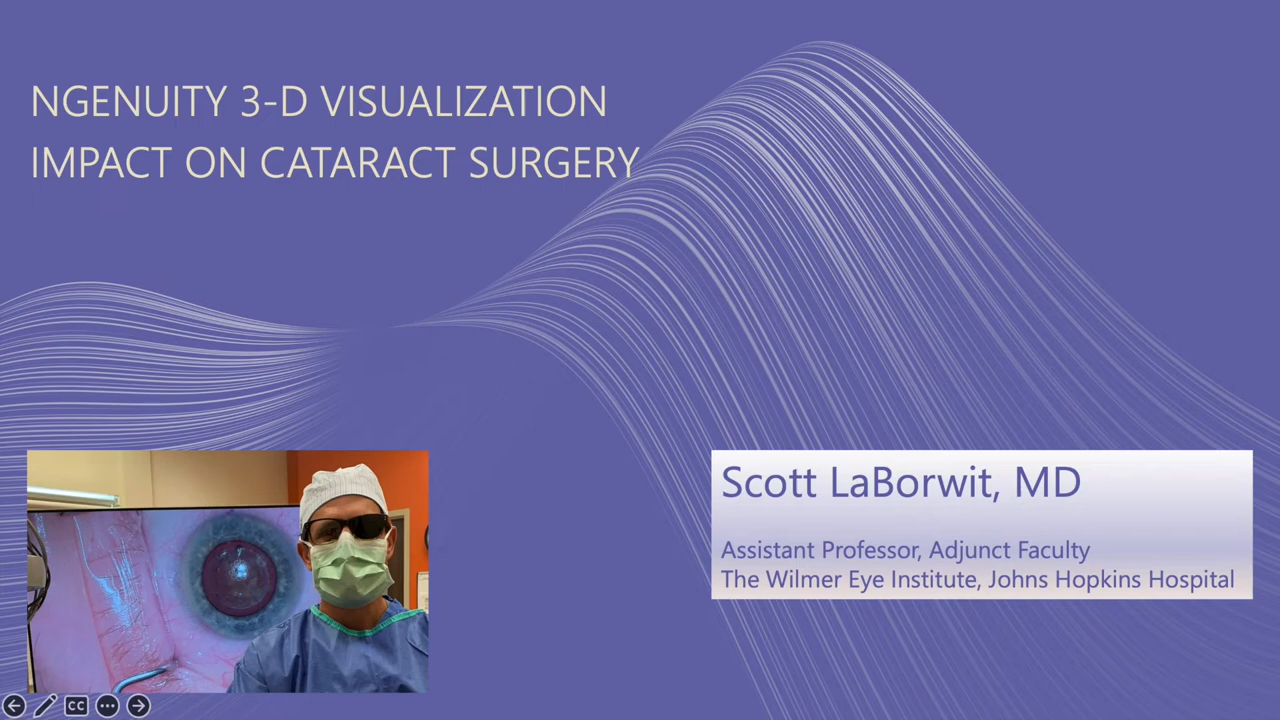 NGENUITY 3-D VISUALIZATION
IMPACT ON CATARACT SURGERY
Scott LaBorwit, MD
Assistant Professor, Adjunct Faculty
The Wilmer Eye Institute, Johns Hopkins Hospital
CC